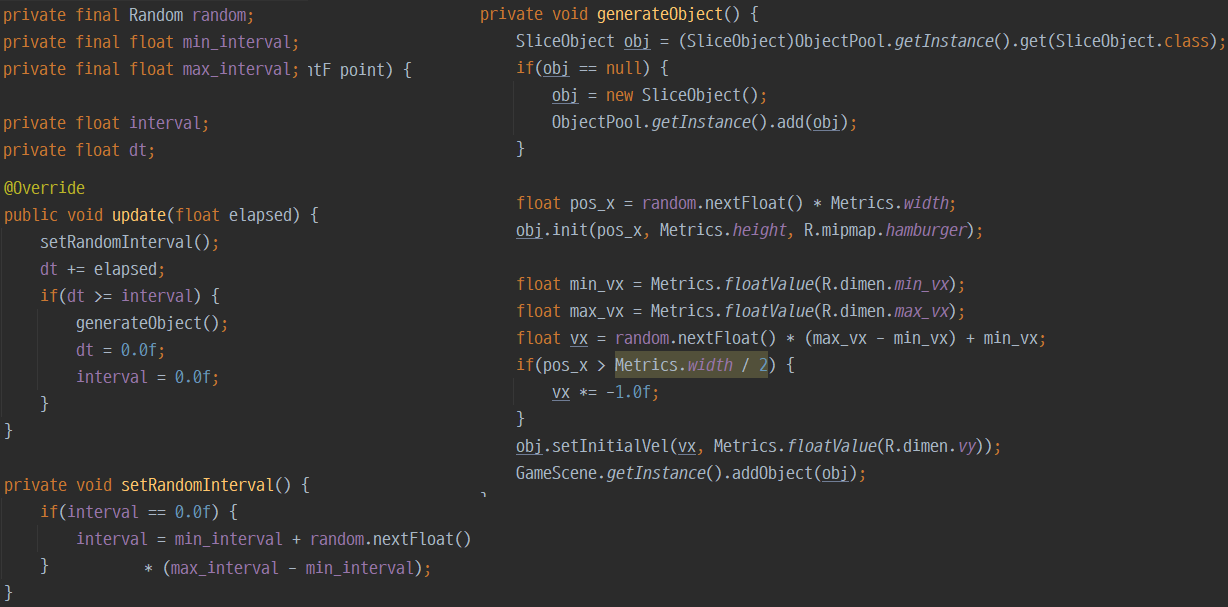 private final Random random;
private final float min_interval;
private final float max_interval; ntF point) {
private float interval;
private float dt;
@Override
public void update(float elapsed) {
setRandomInterval();
dt += elapsed;
if(dt >= interval) {
generateObject();
dt = 0.0f;
interval = 0.0f;
}
}
private void setRandomInterval() {
if(interval == 0.0f) {
interval = min_interval + random.nextFloat()
} * (max_interval - min_interval);
}
private void generateObject() {
SliceObject obj = (SliceObject)ObjectPool.getInstance().get(SliceObject.class);
if(obj == null) {
obj = new SliceObject();
ObjectPool.getInstance().add(obj);
}
float pos_x = random.nextFloat() * Metrics.width;
obj.init(pos_x, Metrics.height, R.mipmap.hamburger);
float min_vx = Metrics.floatValue(R.dimen.min_vx);
float max_vx = Metrics.floatValue(R.dimen.max_vx);
float vx = random.nextFloat() * (max_vx - min_vx) + min_vx;
if(pos_x > Metrics.width / 2) {
vx *= -1.0f;
}
obj.setInitialVel(vx, Metrics.floatValue(R.dimen.vy));
GameScene.getInstance().addObject(obj);
}